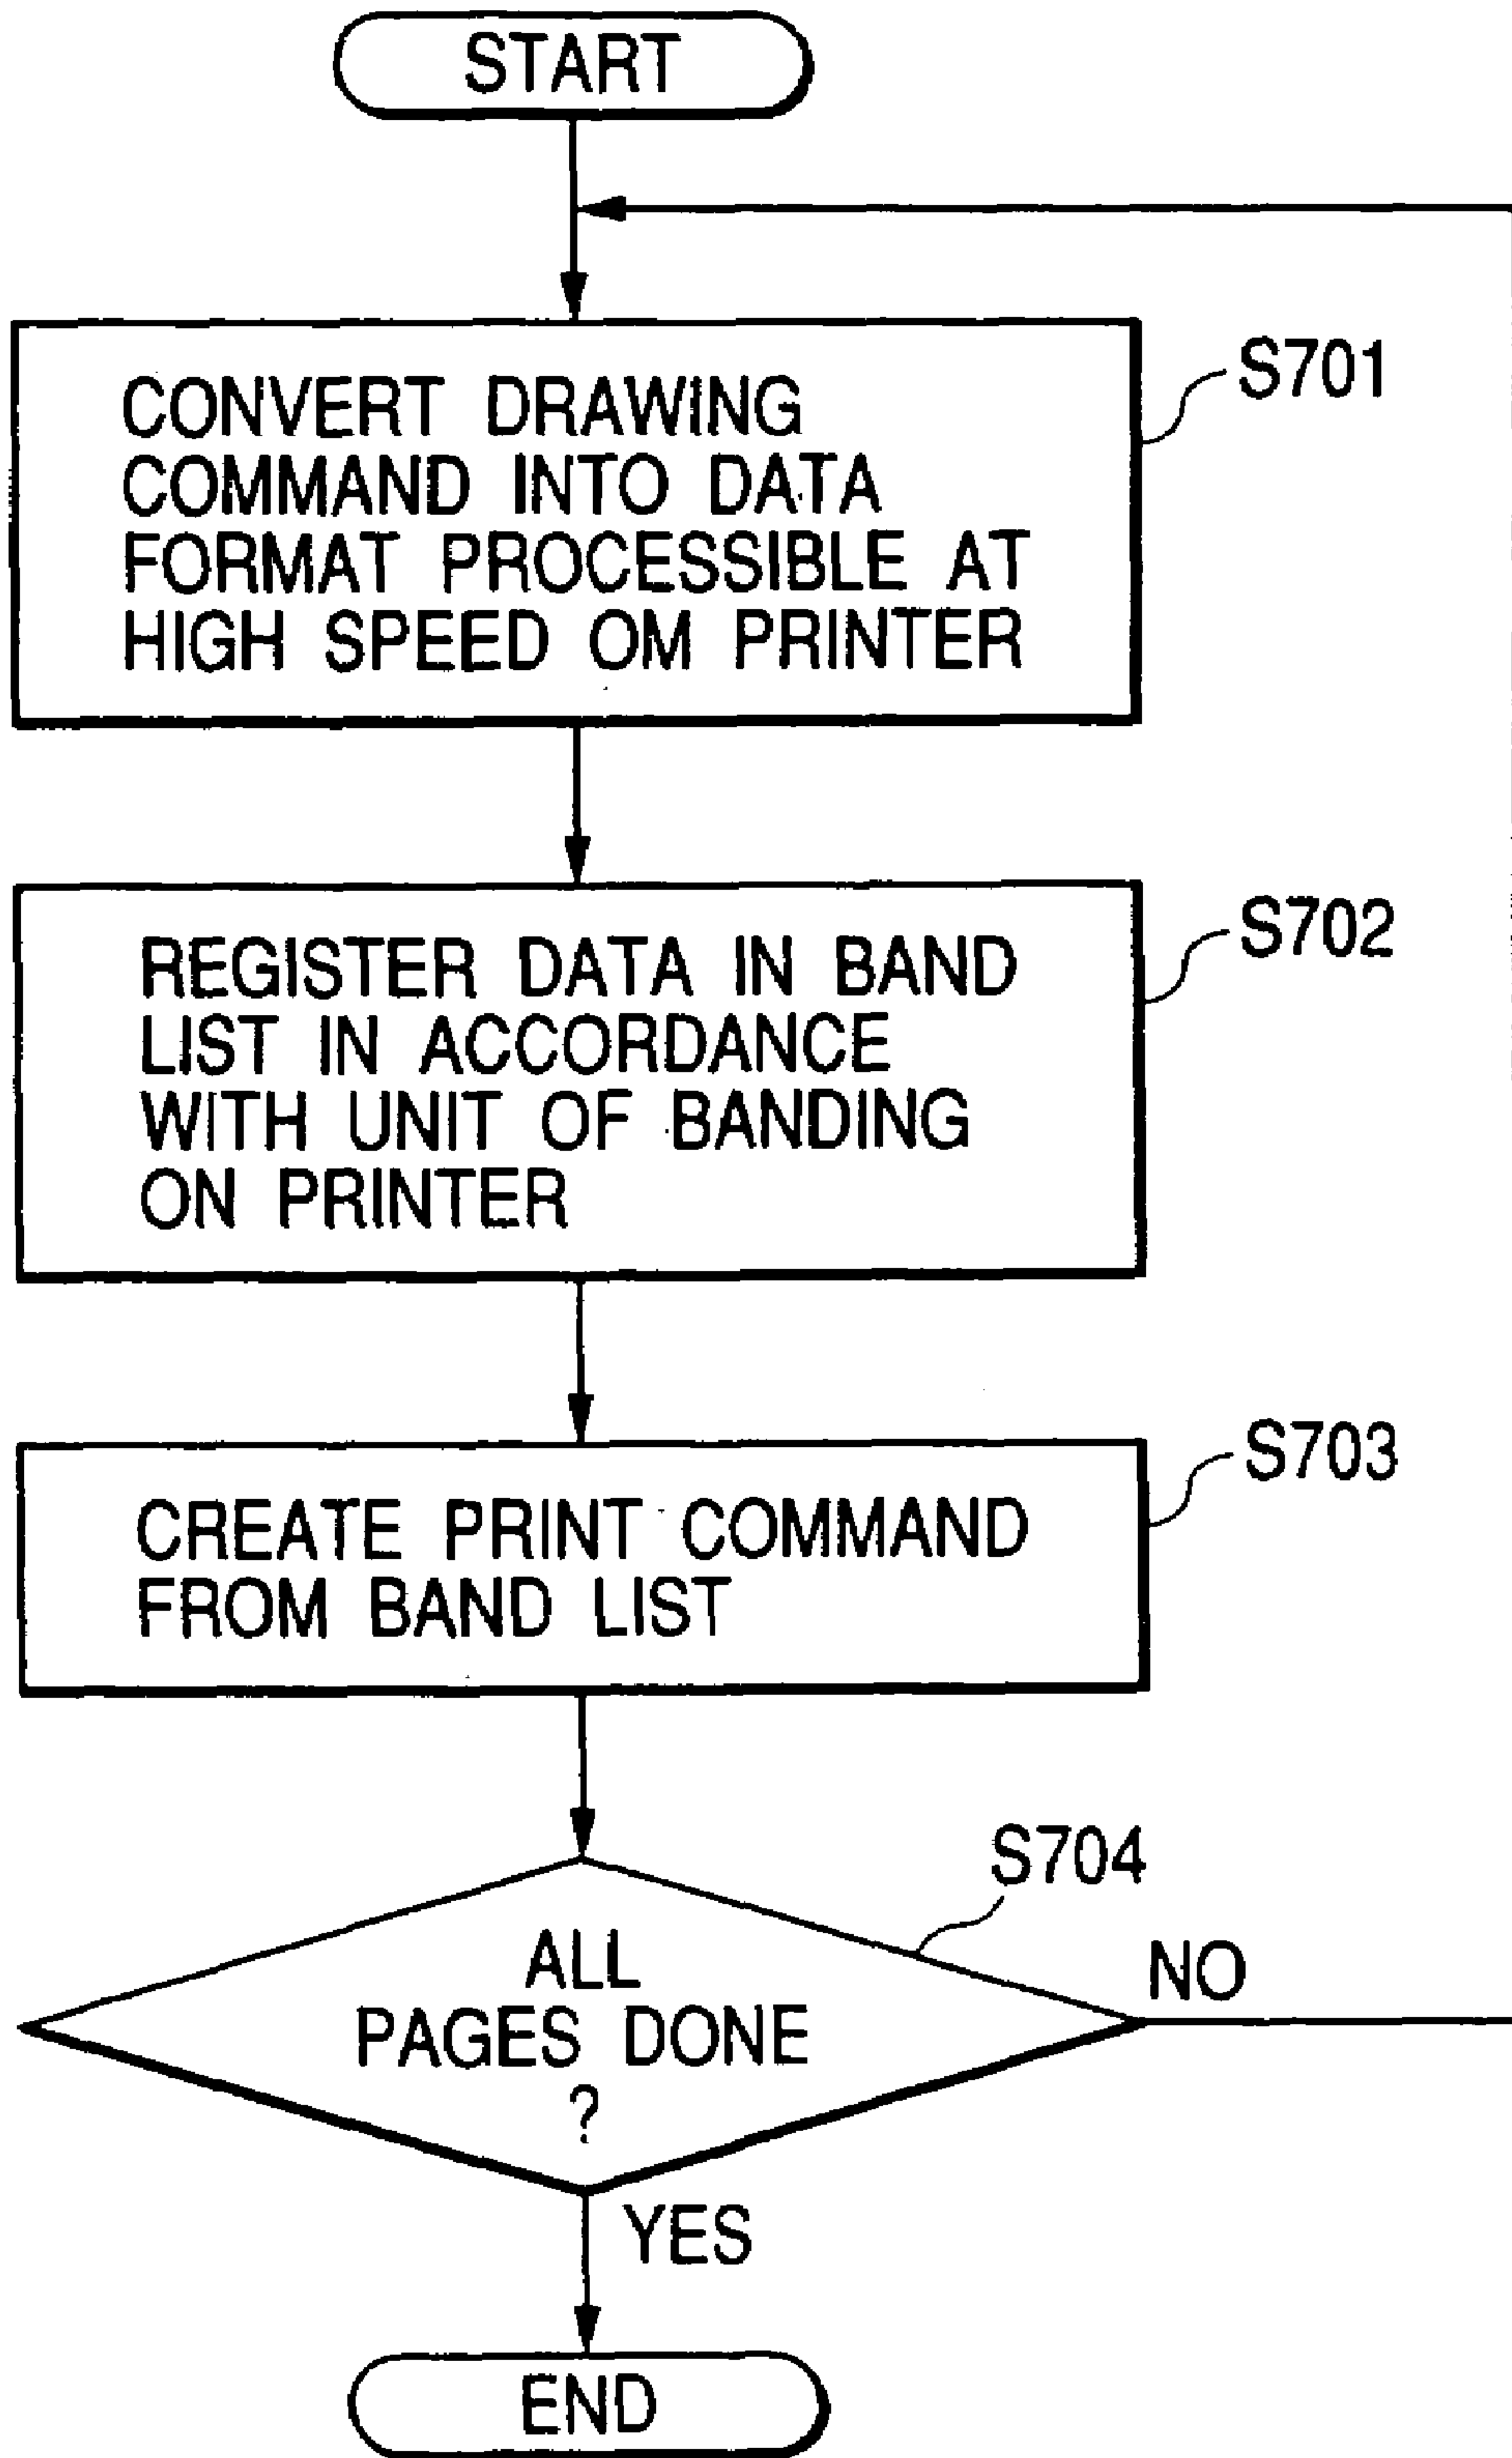 START
CONVERT DRAWING
COMMAND INTO DATA
FORMAT PROCESSIBLE AT
HIGH SPEED OM PRINTER
S701
REGISTER DATA IN BAND
LIST IN ACCORDANCE
WITH UNIT OF BANDING
ON PRINTER
S702
CREATE PRINT COMMAND
FROM BAND LIST
S703
S704
ALL
PAGES DONE
?
NO
YES
END